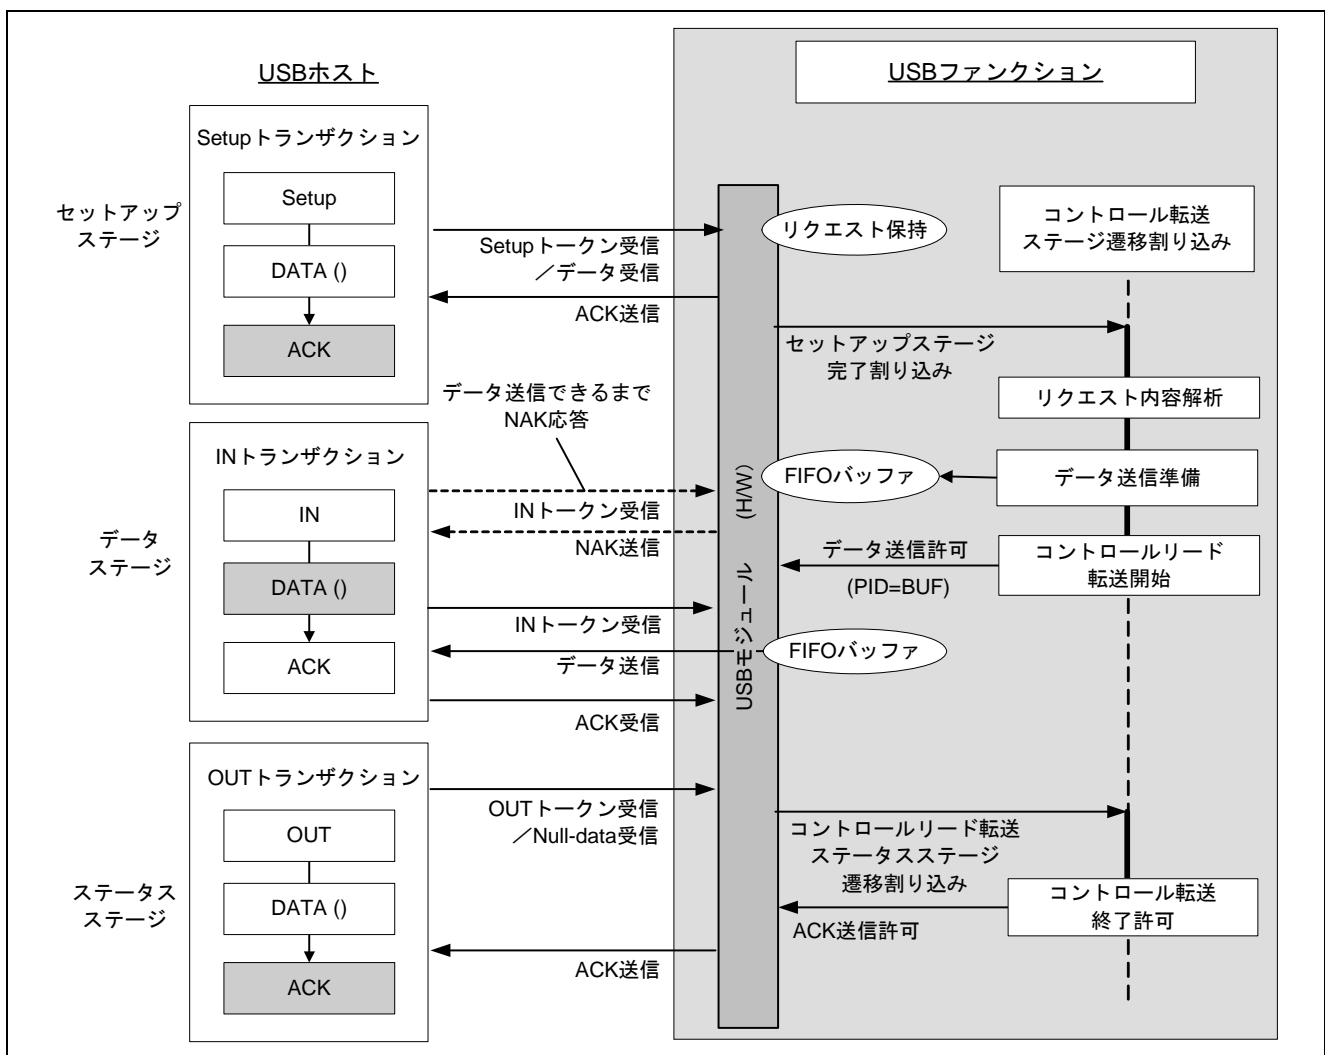 USBホスト
USBファンクション
セットアップ
ステージ
Setupトランザクション
Setup
DATA ()
ACK
Setupトークン受信
／データ受信
ACK送信
リクエスト保持
コントロール転送
ステージ遷移割り込み
セットアップステージ
完了割り込み
リクエスト内容解析
データ送信できるまで
NAK応答
データ
ステージ
INトランザクション
IN
DATA ()
ACK
INトークン受信
NAK送信
FIFOバッファ
データ送信準備
データ送信許可
(PID=BUF)
コントロールリード
転送開始
INトークン受信
データ送信
FIFOバッファ
ACK受信
USBモジュール (H/W)
ステータス
ステージ
OUTトランザクション
OUT
DATA ()
ACK
OUTトークン受信
／Null-data受信
コントロールリード転送
ステータスステージ
遷移割り込み
コントロール転送
終了許可
ACK送信許可
ACK送信